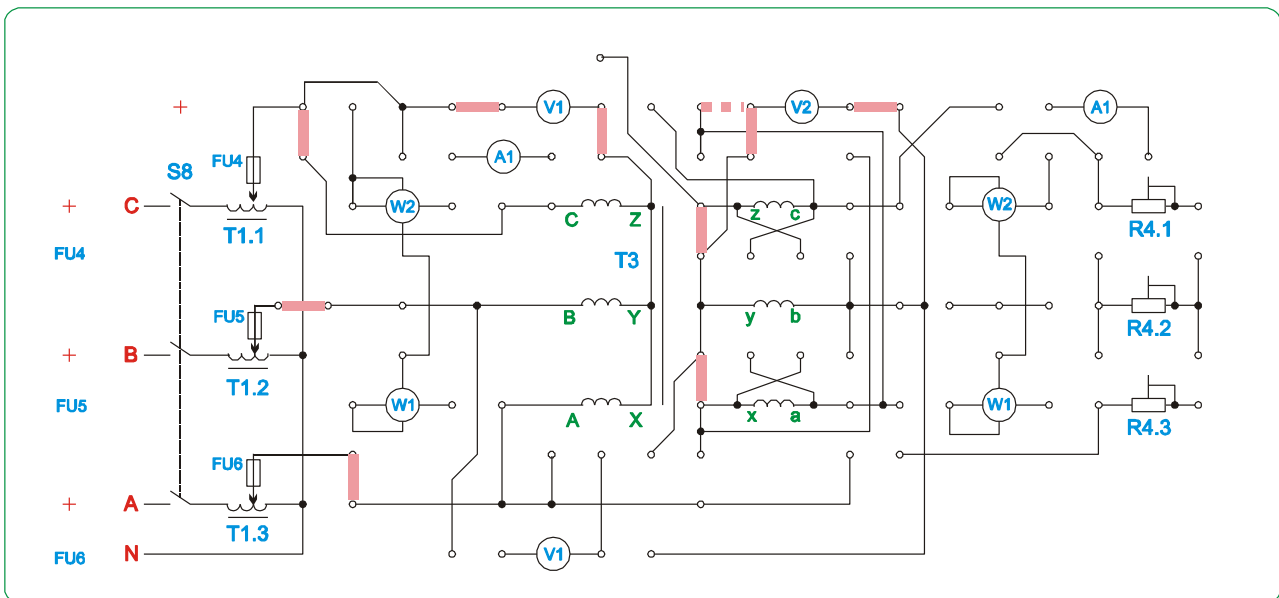 + V1 V2 A1
FU4 A1
S8
+ C W2 C Z z c W2 R4.1
T1.1
FU4 T3
FU5 B Y y b R4.2
+ B
T1.2
FU5 W1 A X x a W1 R4.3
FU6
+ A
T1.3
FU6 N V1